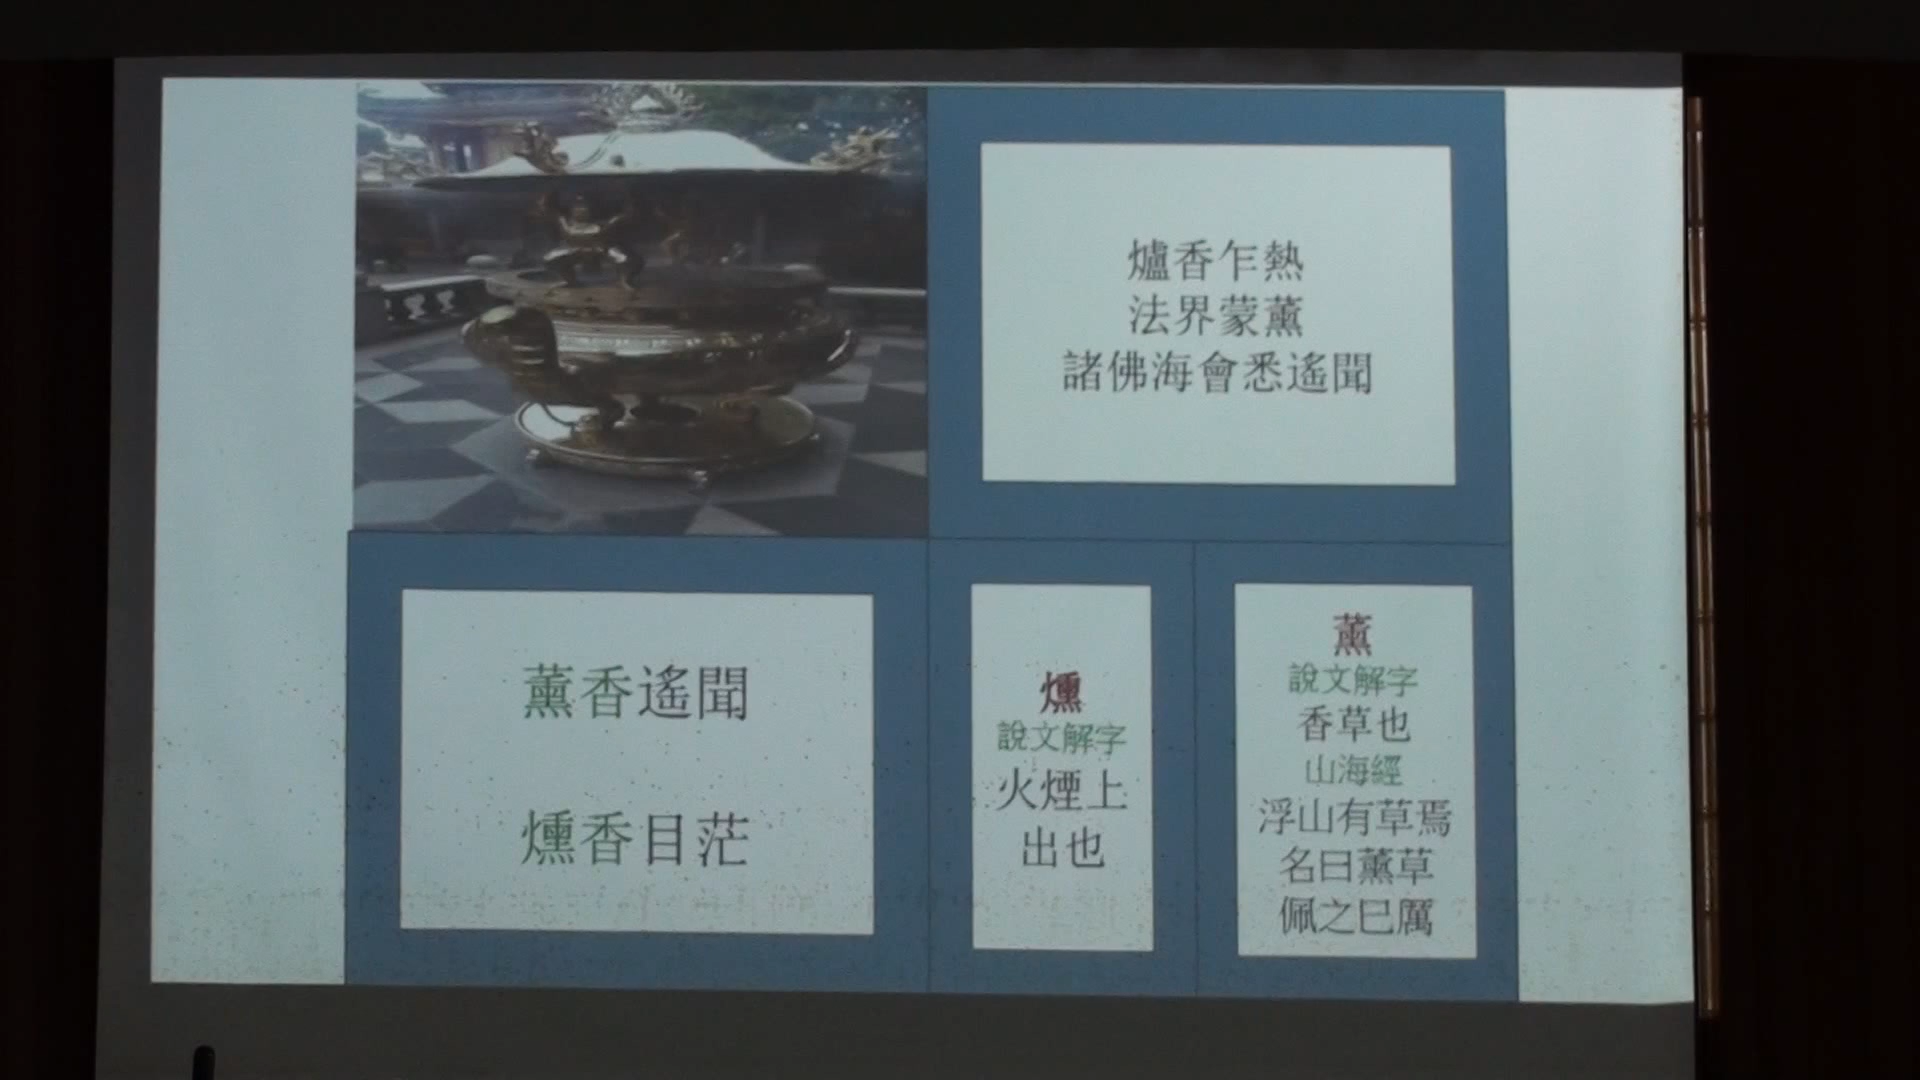 爐香乍熱
法界蒙薰
諸佛海會悉遙聞
薰香遙聞
燻香目茫
燻
說文解字
火煙上
出也
薰
說文解字
香草也
山海經
浮山有草焉
名曰薰草
佩之已厲